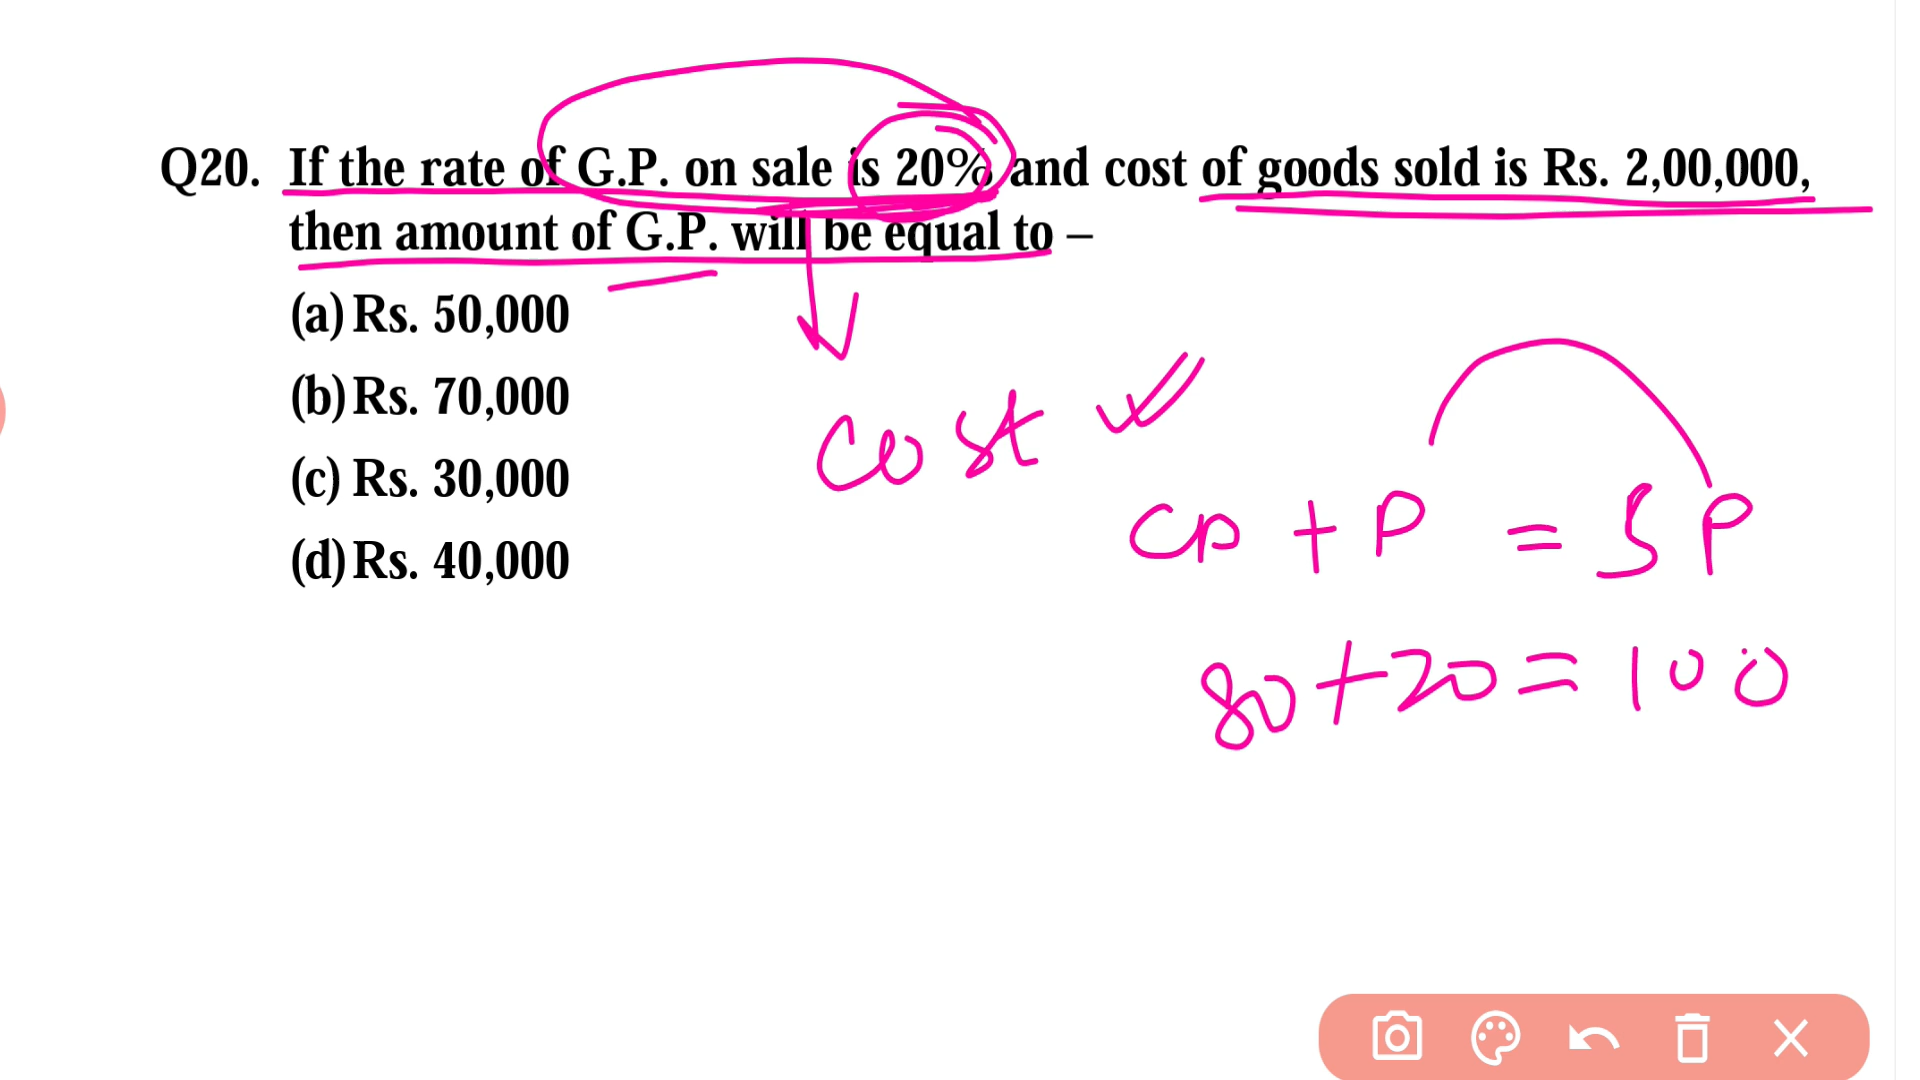 Q20. If the rate of G.P. on sale is 20% and cost of goods sold is Rs. 2,00,000,
then amount of G.P. will be equal to –
(a) Rs. 50,000
(b) Rs. 70,000
(c) Rs. 30,000
(d) Rs. 40,000
Cost
CP + P = SP
80 + 20 = 100